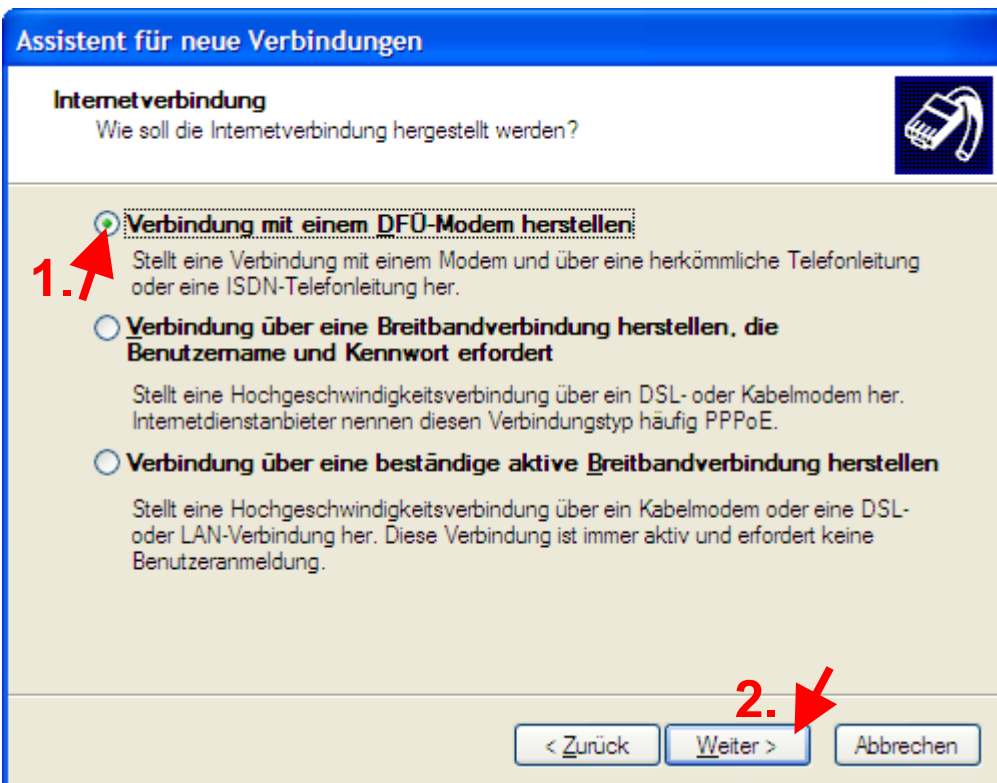 Assistent für neue Verbindungen
Internetverbindung
Wie soll die Internetverbindung hergestellt werden?
Verbindung mit einem DFÜ-Modem herstellen
1.
Stellt eine Verbindung mit einem Modem und über eine herkömmliche Telefonleitung
oder eine ISDN-Telefonleitung her.
Verbindung über eine Breitbandverbindung herstellen, die
Benutzername und Kennwort erfordert
Stellt eine Hochgeschwindigkeitsverbindung über ein DSL- oder Kabelmodem her.
Internetdienstanbieter nennen diesen Verbindungstyp häufig PPPoE.
Verbindung über eine beständige aktive Breitbandverbindung herstellen
Stellt eine Hochgeschwindigkeitsverbindung über ein Kabelmodem oder eine DSL-
oder LAN-Verbindung her. Diese Verbindung ist immer aktiv und erfordert keine
Benutzeranmeldung.
2.
< Zurück Weiter > Abbrechen